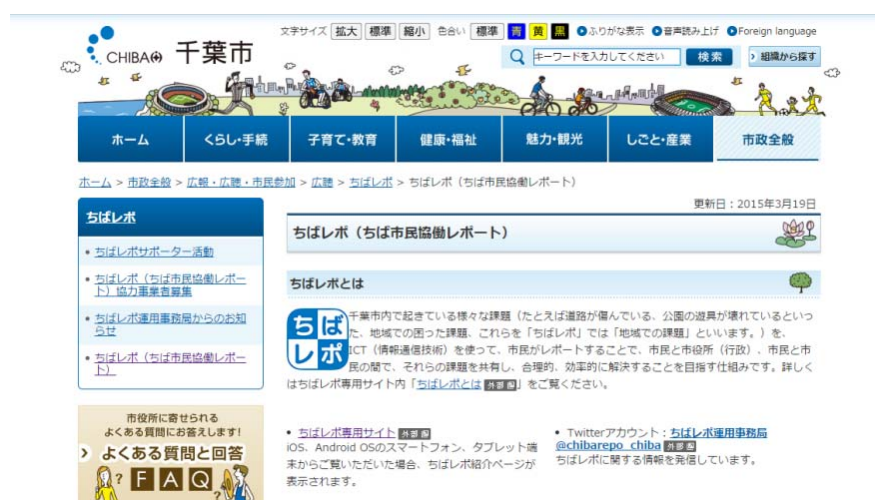 文字サイズ 拡大 標準 縮小 色合い 標準 青 黄 黒 ふりがな表示 音声読み上げ Foreign language
CHIBA 千葉市
キーワードを入力してください 検索 組織から探す
ホーム くらし・手続 子育て・教育 健康・福祉 魅力・観光 しごと・産業 市政全般
ホーム > 市政全般 > 広報・広聴・市民参加 > 広聴 > ちばレポ > ちばレポ（ちば市民協働レポート）
更新日：2015年3月19日
ちばレポ
・ちばレポサポーター活動
・ちばレポ（ちば市民協働レポー
ト）協力事業者募集
・ちばレポ運用事務局からのお知
らせ
・ちばレポ（ちば市民協働レポー
ト）
市役所に寄せられる
よくある質問にお答えします!
よくある質問と回答
? FAQ
ちばレポ（ちば市民協働レポート）
ちばレポとは
ちば
レポ
千葉市内で起きている様々な課題（たとえば道路が傷んでいる、公園の遊具が壊れているといっ
た、地域での困った課題、これらを「ちばレポ」では「地域での課題」といいます。）を、
ICT（情報通信技術）を使って、市民がレポートすることで、市民と市役所（行政）、市民と市
民の間で、それらの課題を共有し、合理的、効率的に解決することを目指す仕組みです。詳しく
はちばレポ専用サイト内「ちばレポとは 外部」をご覧ください。
・ちばレポ専用サイト 外部
iOS、Android OSのスマートフォン、タブレット端
末からご覧いただいた場合、ちばレポ紹介ページが
表示されます。
・Twitterアカウント：ちばレポ運用事務局
@chibarepo_chiba 外部
ちばレポに関する情報を発信しています。